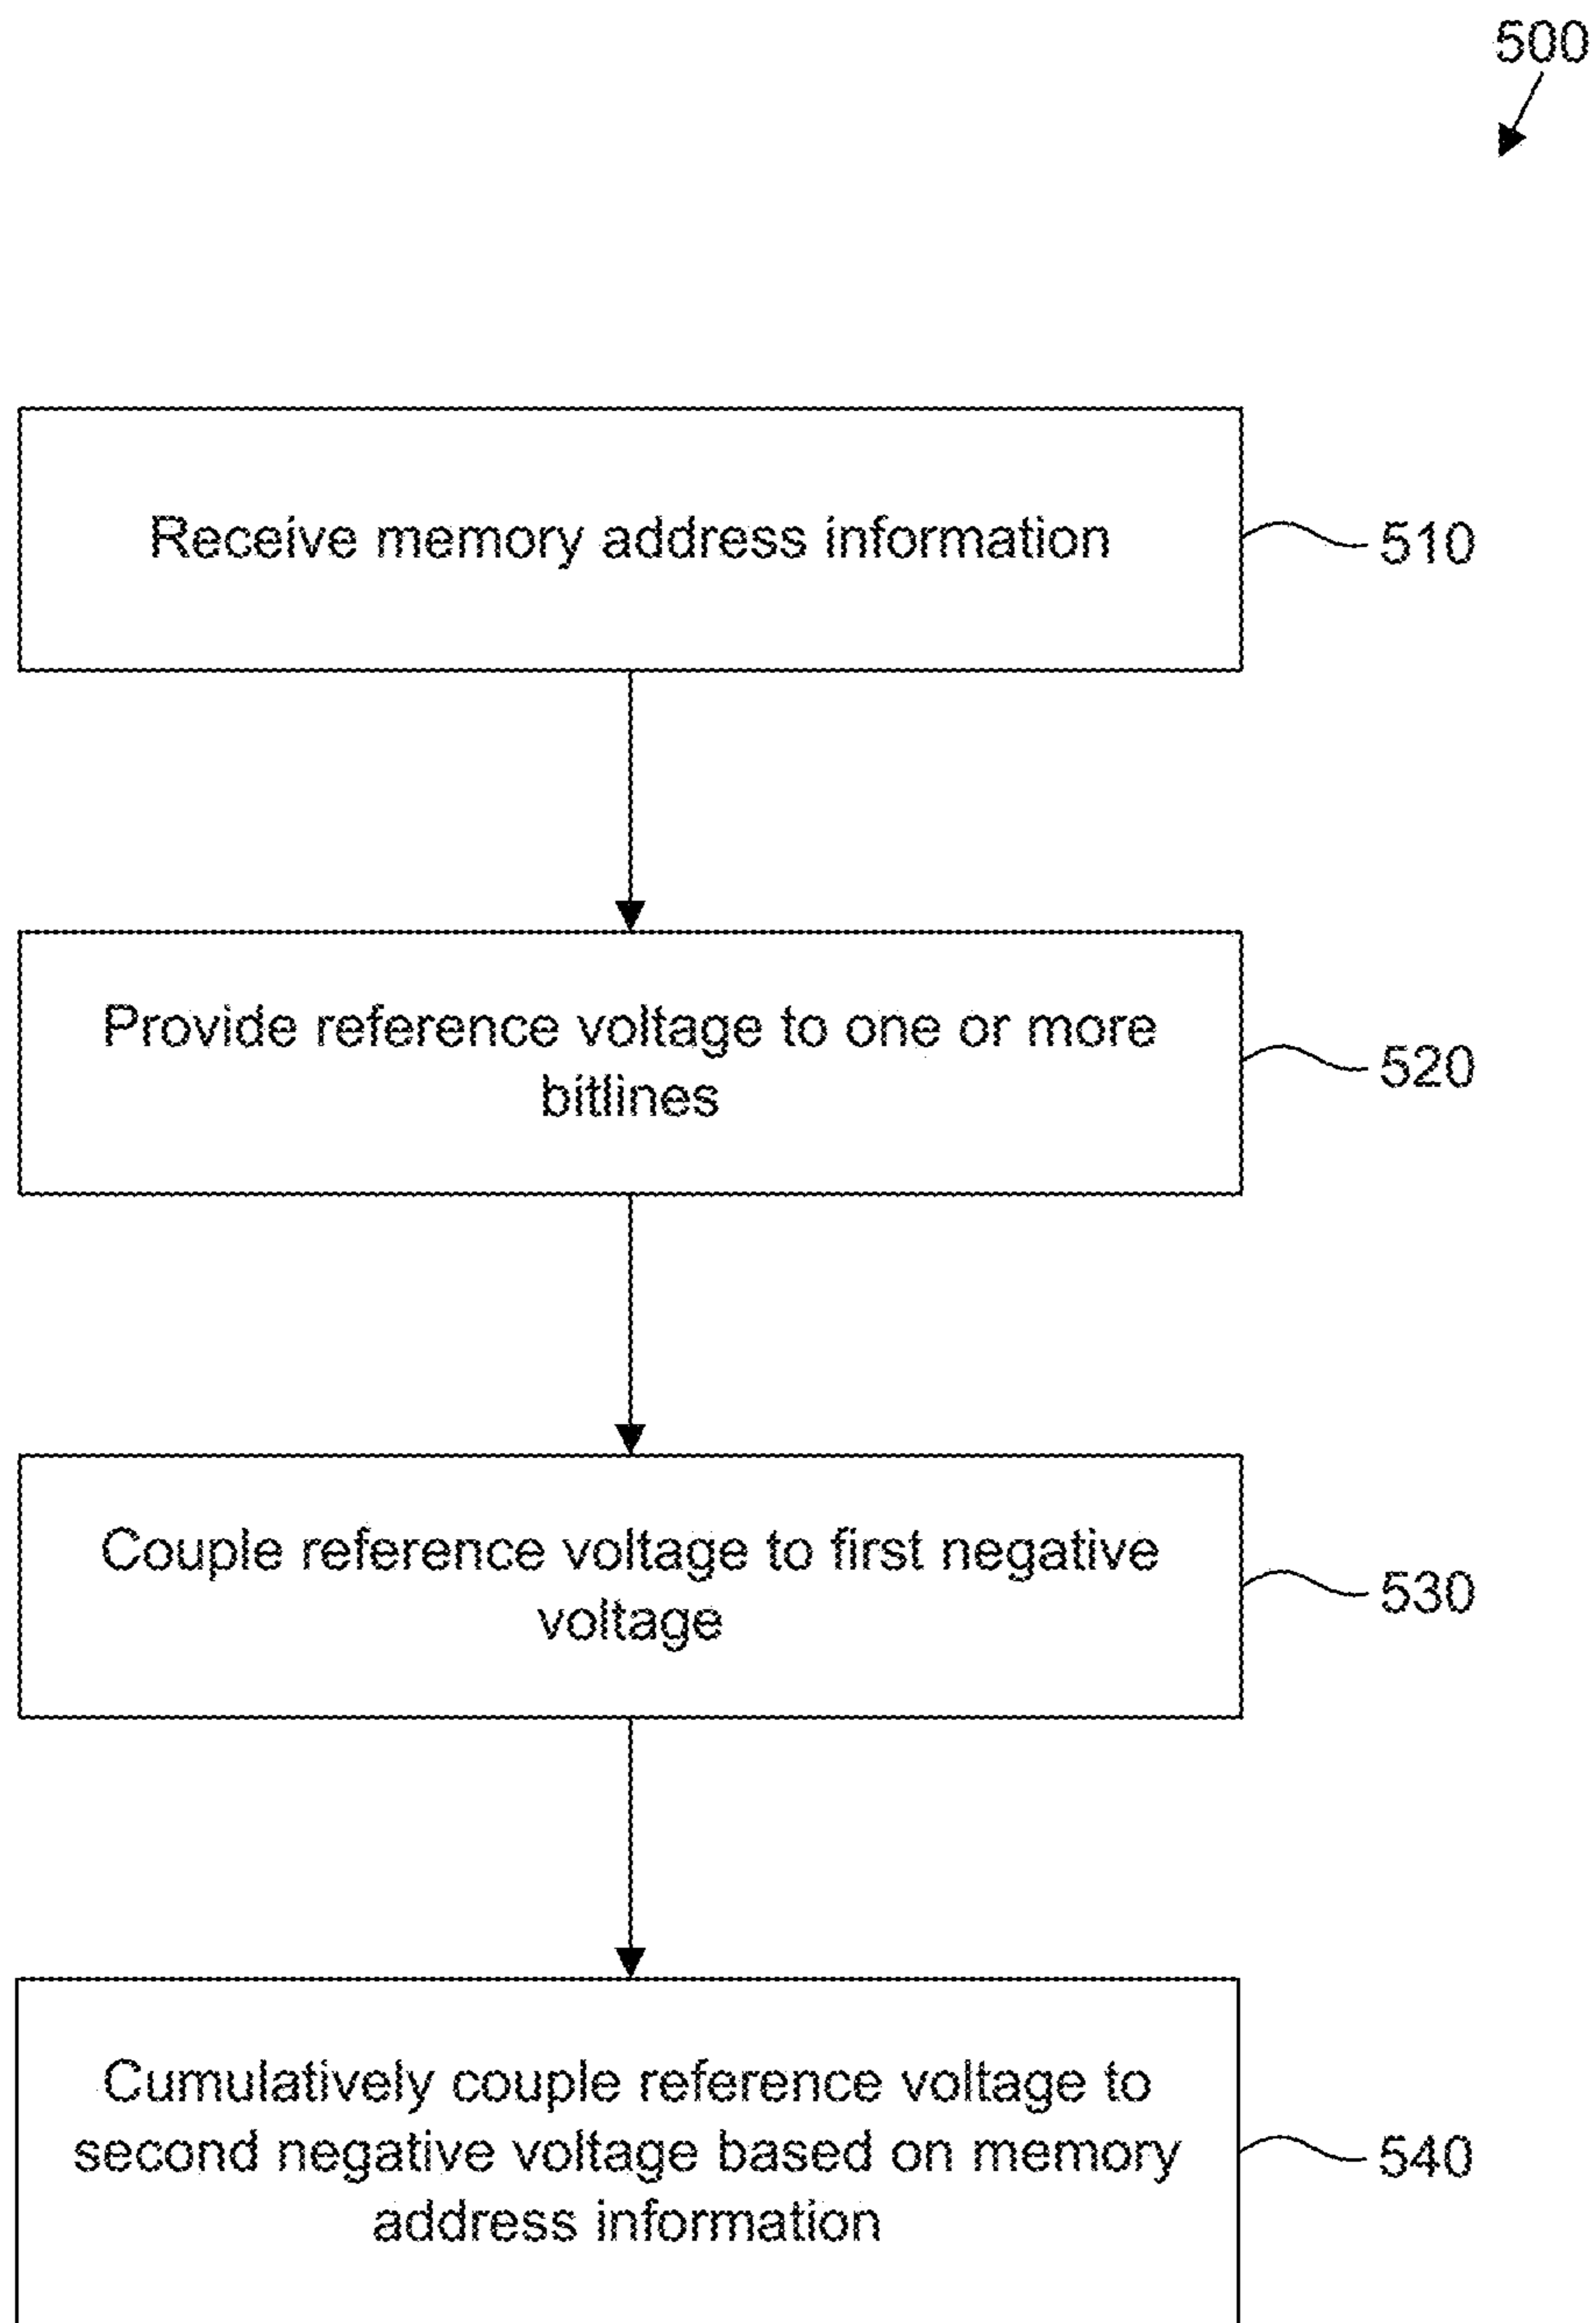 500
Receive memory address information
510
Provide reference voltage to one or more
bitlines
520
Couple reference voltage to first negative
voltage
530
Cumulatively couple reference voltage to
second negative voltage based on memory
address information
540